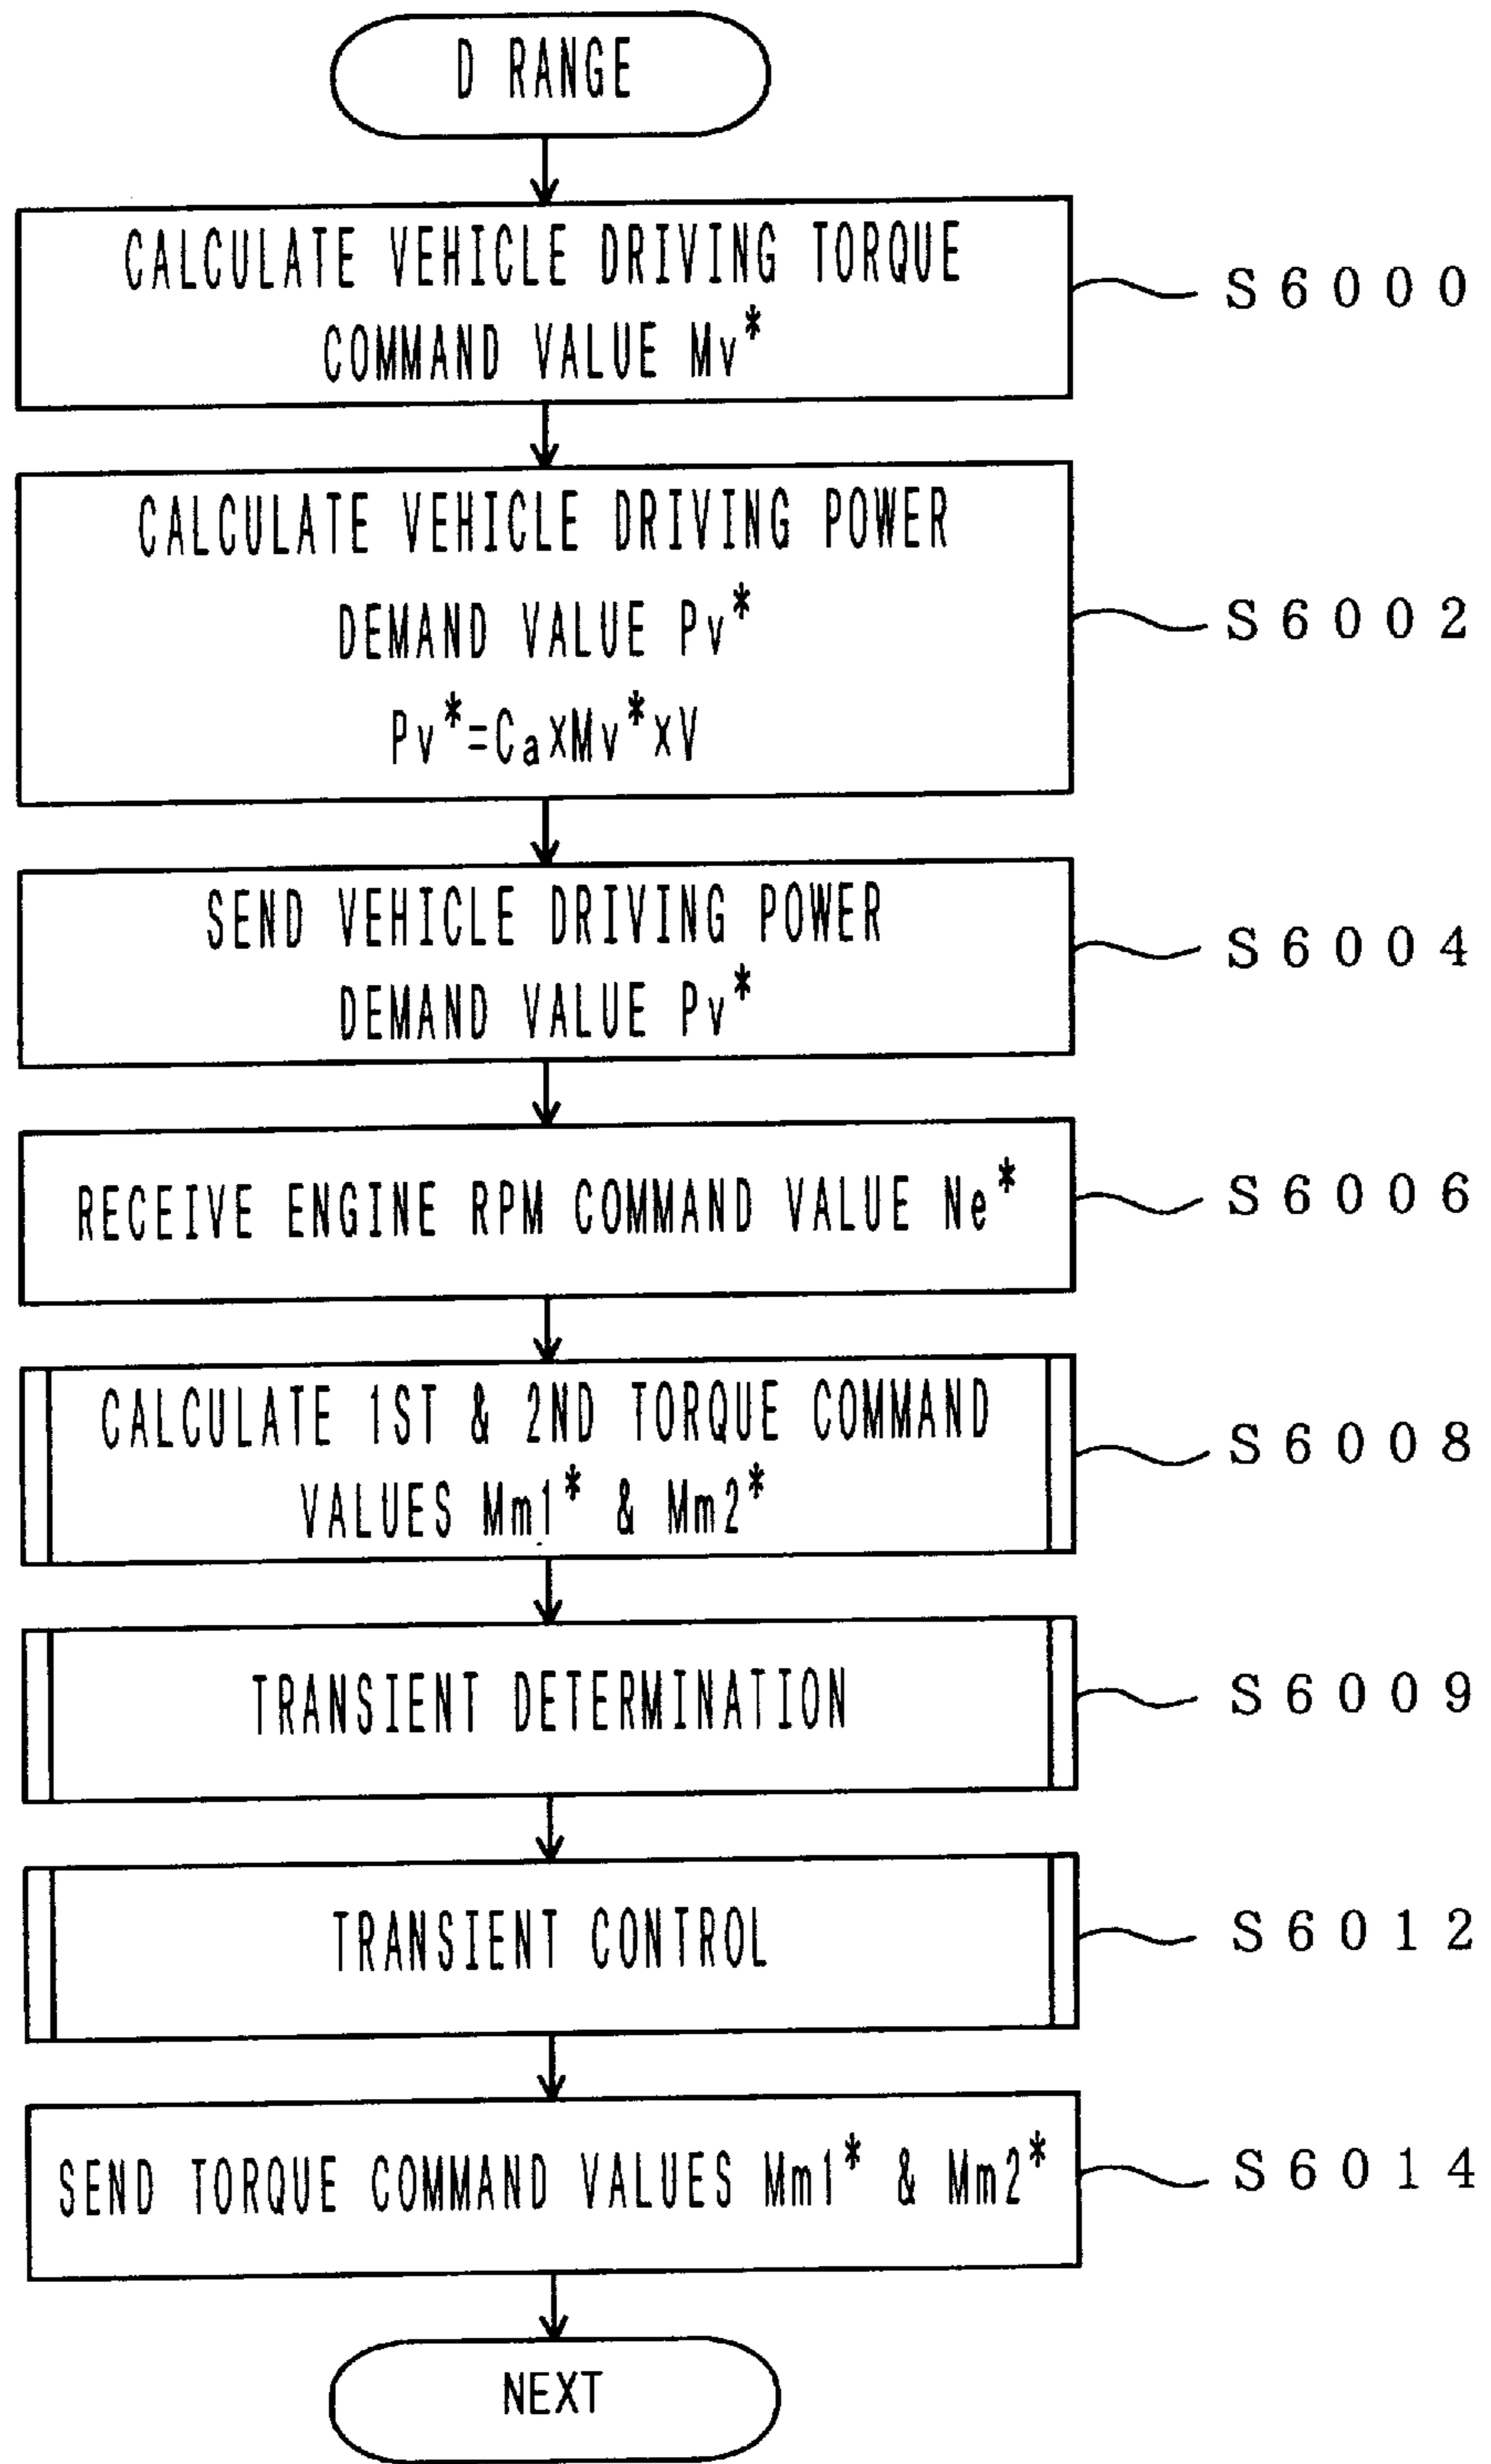 D RANGE
CALCULATE VEHICLE DRIVING TORQUE
COMMAND VALUE Mv*
S6000
CALCULATE VEHICLE DRIVING POWER
DEMAND VALUE Pv*
Pv*=Ca×Mv*×V
S6002
SEND VEHICLE DRIVING POWER
DEMAND VALUE Pv*
S6004
RECEIVE ENGINE RPM COMMAND VALUE Ne*
S6006
CALCULATE 1ST & 2ND TORQUE COMMAND
VALUES Mm1* & Mm2*
S6008
TRANSIENT DETERMINATION
S6009
TRANSIENT CONTROL
S6012
SEND TORQUE COMMAND VALUES Mm1* & Mm2*
S6014
NEXT